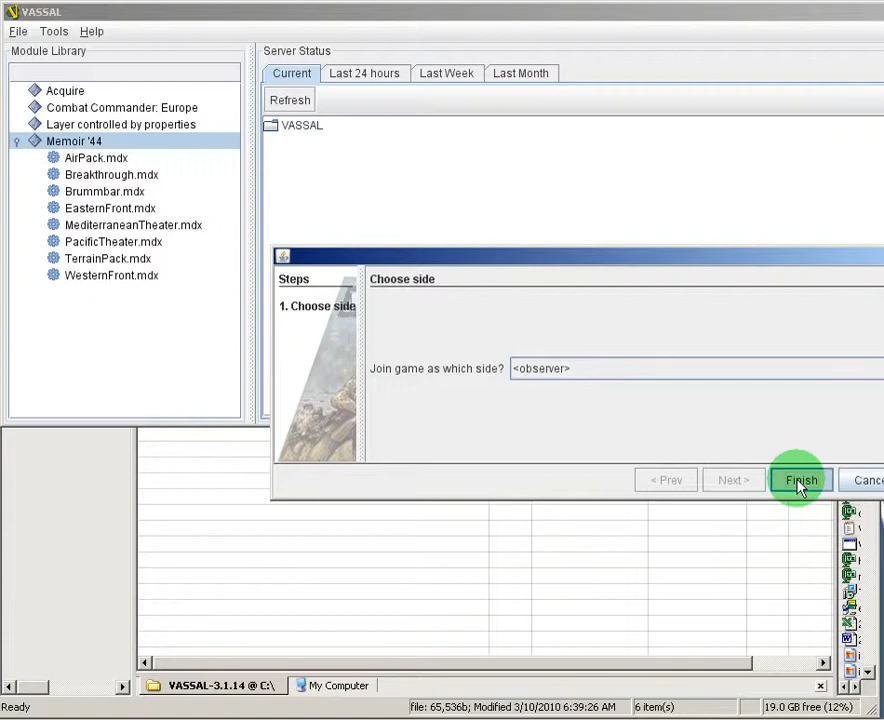 VASSAL
File Tools Help
Module Library
Acquire
Combat Commander: Europe
Layer controlled by properties
Memoir '44
AirPack.mdx
Breakthrough.mdx
Brummbar.mdx
EasternFront.mdx
MediterraneanTheater.mdx
PacificTheater.mdx
TerrainPack.mdx
WesternFront.mdx
Server Status
Current Last 24 hours Last Week Last Month
Refresh
VASSAL
Steps
1. Choose side
Choose side
Join game as which side? <observer>
< Prev Next > Finish Cance
VASSAL-3.1.14 @ C:\ My Computer
Ready file: 65,536b; Modified 3/10/2010 6:39:26 AM 6 item(s) 19.0 GB free (12%)